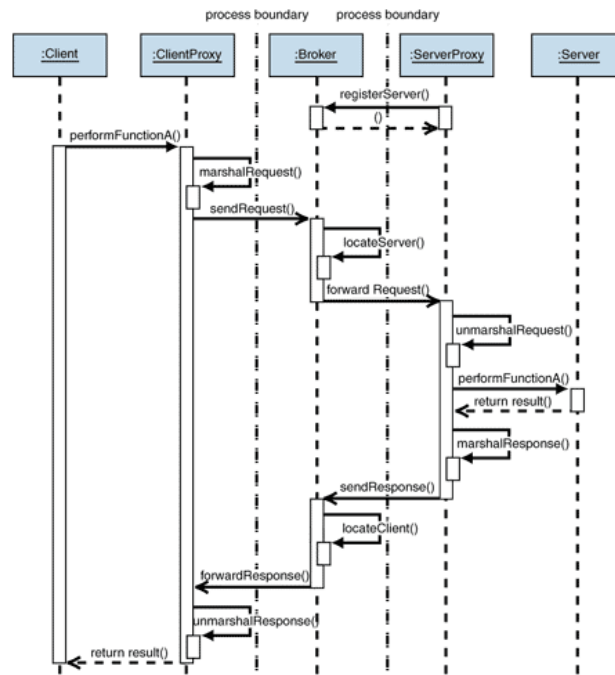 process boundary process boundary
:Client :ClientProxy :Broker :ServerProxy :Server
registerServer()
()
performFunctionA()
marshalRequest()
sendRequest()
locateServer()
forward Request()
unmarshalRequest()
performFunctionA()
return result()
marshalResponse()
sendResponse()
locateClient()
forwardResponse()
unmarshalResponse()
return result()